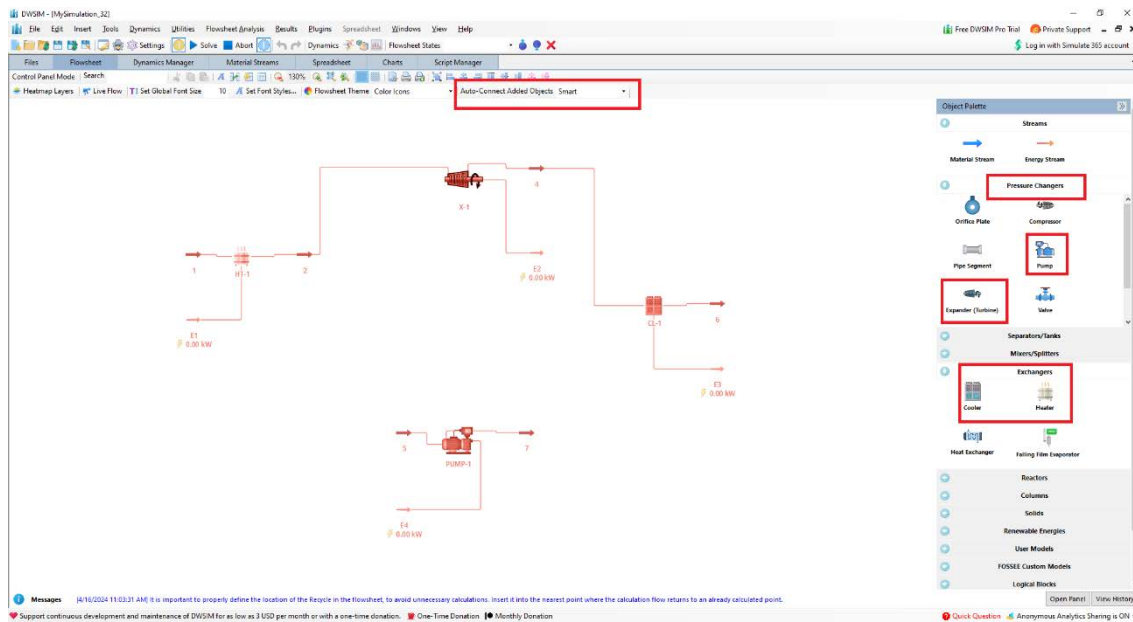 DWSIM - [MySimulation_32]
File Edit Insert Tools Dynamics Utilities Flowsheet Analysis Results Plugins Spreadsheet Windows View Help
Free DWSIM Pro Trial Private Support
Settings Solve Abort Dynamics Flowsheet States
Log in with Simulate 365 account
Files Flowsheet Dynamics Manager Material Streams Spreadsheet Charts Script Manager
Control Panel Mode Search 130%
Heatmap Layers Live Flow Set Global Font Size 10 Set Font Styles... Flowsheet Theme Color Icons Auto-Connect Added Objects Smart
Object Palette
Streams
Material Stream Energy Stream
Pressure Changers
Orifice Plate Compressor
Pipe Segment Pump
Expander (Turbine) Valve
Separators/Tanks
Mixers/Splitters
Exchangers
Cooler Heater
Heat Exchanger Falling Film Evaporator
Reactors
Columns
Solids
Renewable Energies
User Models
FOSSEE Custom Models
Logical Blocks
4
X-1
1
HT-1
2
E2
0.00 kW
E1
0.00 kW
CL-1
6
E3
0.00 kW
5
PUMP-1
7
E4
0.00 kW
Messages [4/16/2024 11:03:31 AM] It is important to properly define the location of the Recycle in the Flowsheet, to avoid unnecessary calculations. Insert it into the nearest point where the calculation flow returns to an already calculated point.
Open Panel View History
Support continuous development and maintenance of DWSIM for as low as 3 USD per month or with a one-time donation. One-Time Donation Monthly Donation
Quick Question Anonymous Analytics Sharing is ON